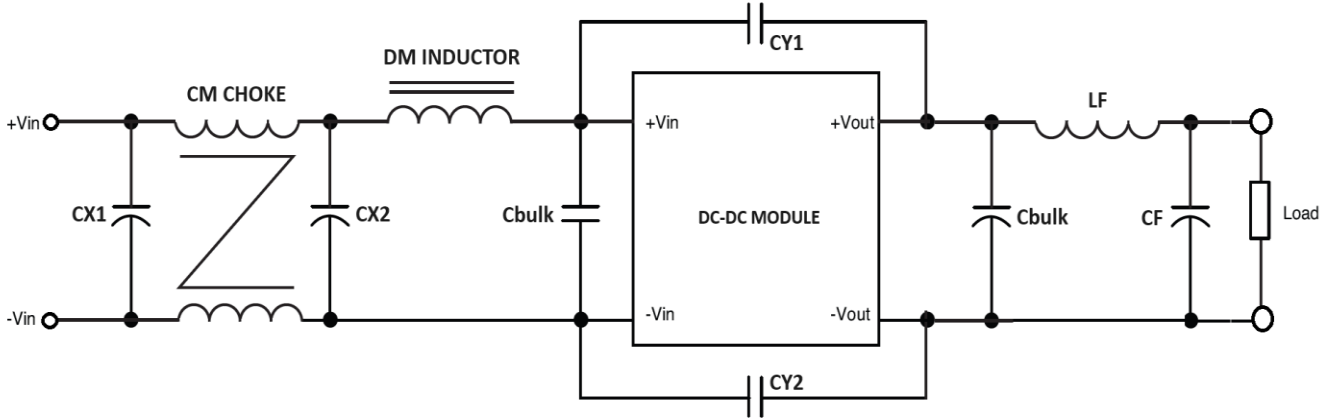 CY1
DM INDUCTOR
CM CHOKE
LF
+Vin
+Vin
+Vout
CX1
CX2
Cbulk
DC-DC MODULE
Cbulk
CF
Load
-Vin
-Vin
-Vout
CY2